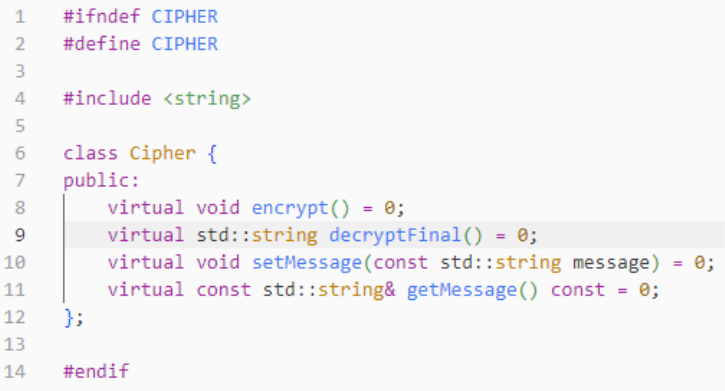 1 #ifndef CIPHER
2 #define CIPHER
3
4 #include <string>
5
6 class Cipher {
7 public:
8     virtual void encrypt() = 0;
9     virtual std::string decryptFinal() = 0;
10     virtual void setMessage(const std::string message) = 0;
11     virtual const std::string& getMessage() const = 0;
12 };
13
14 #endif